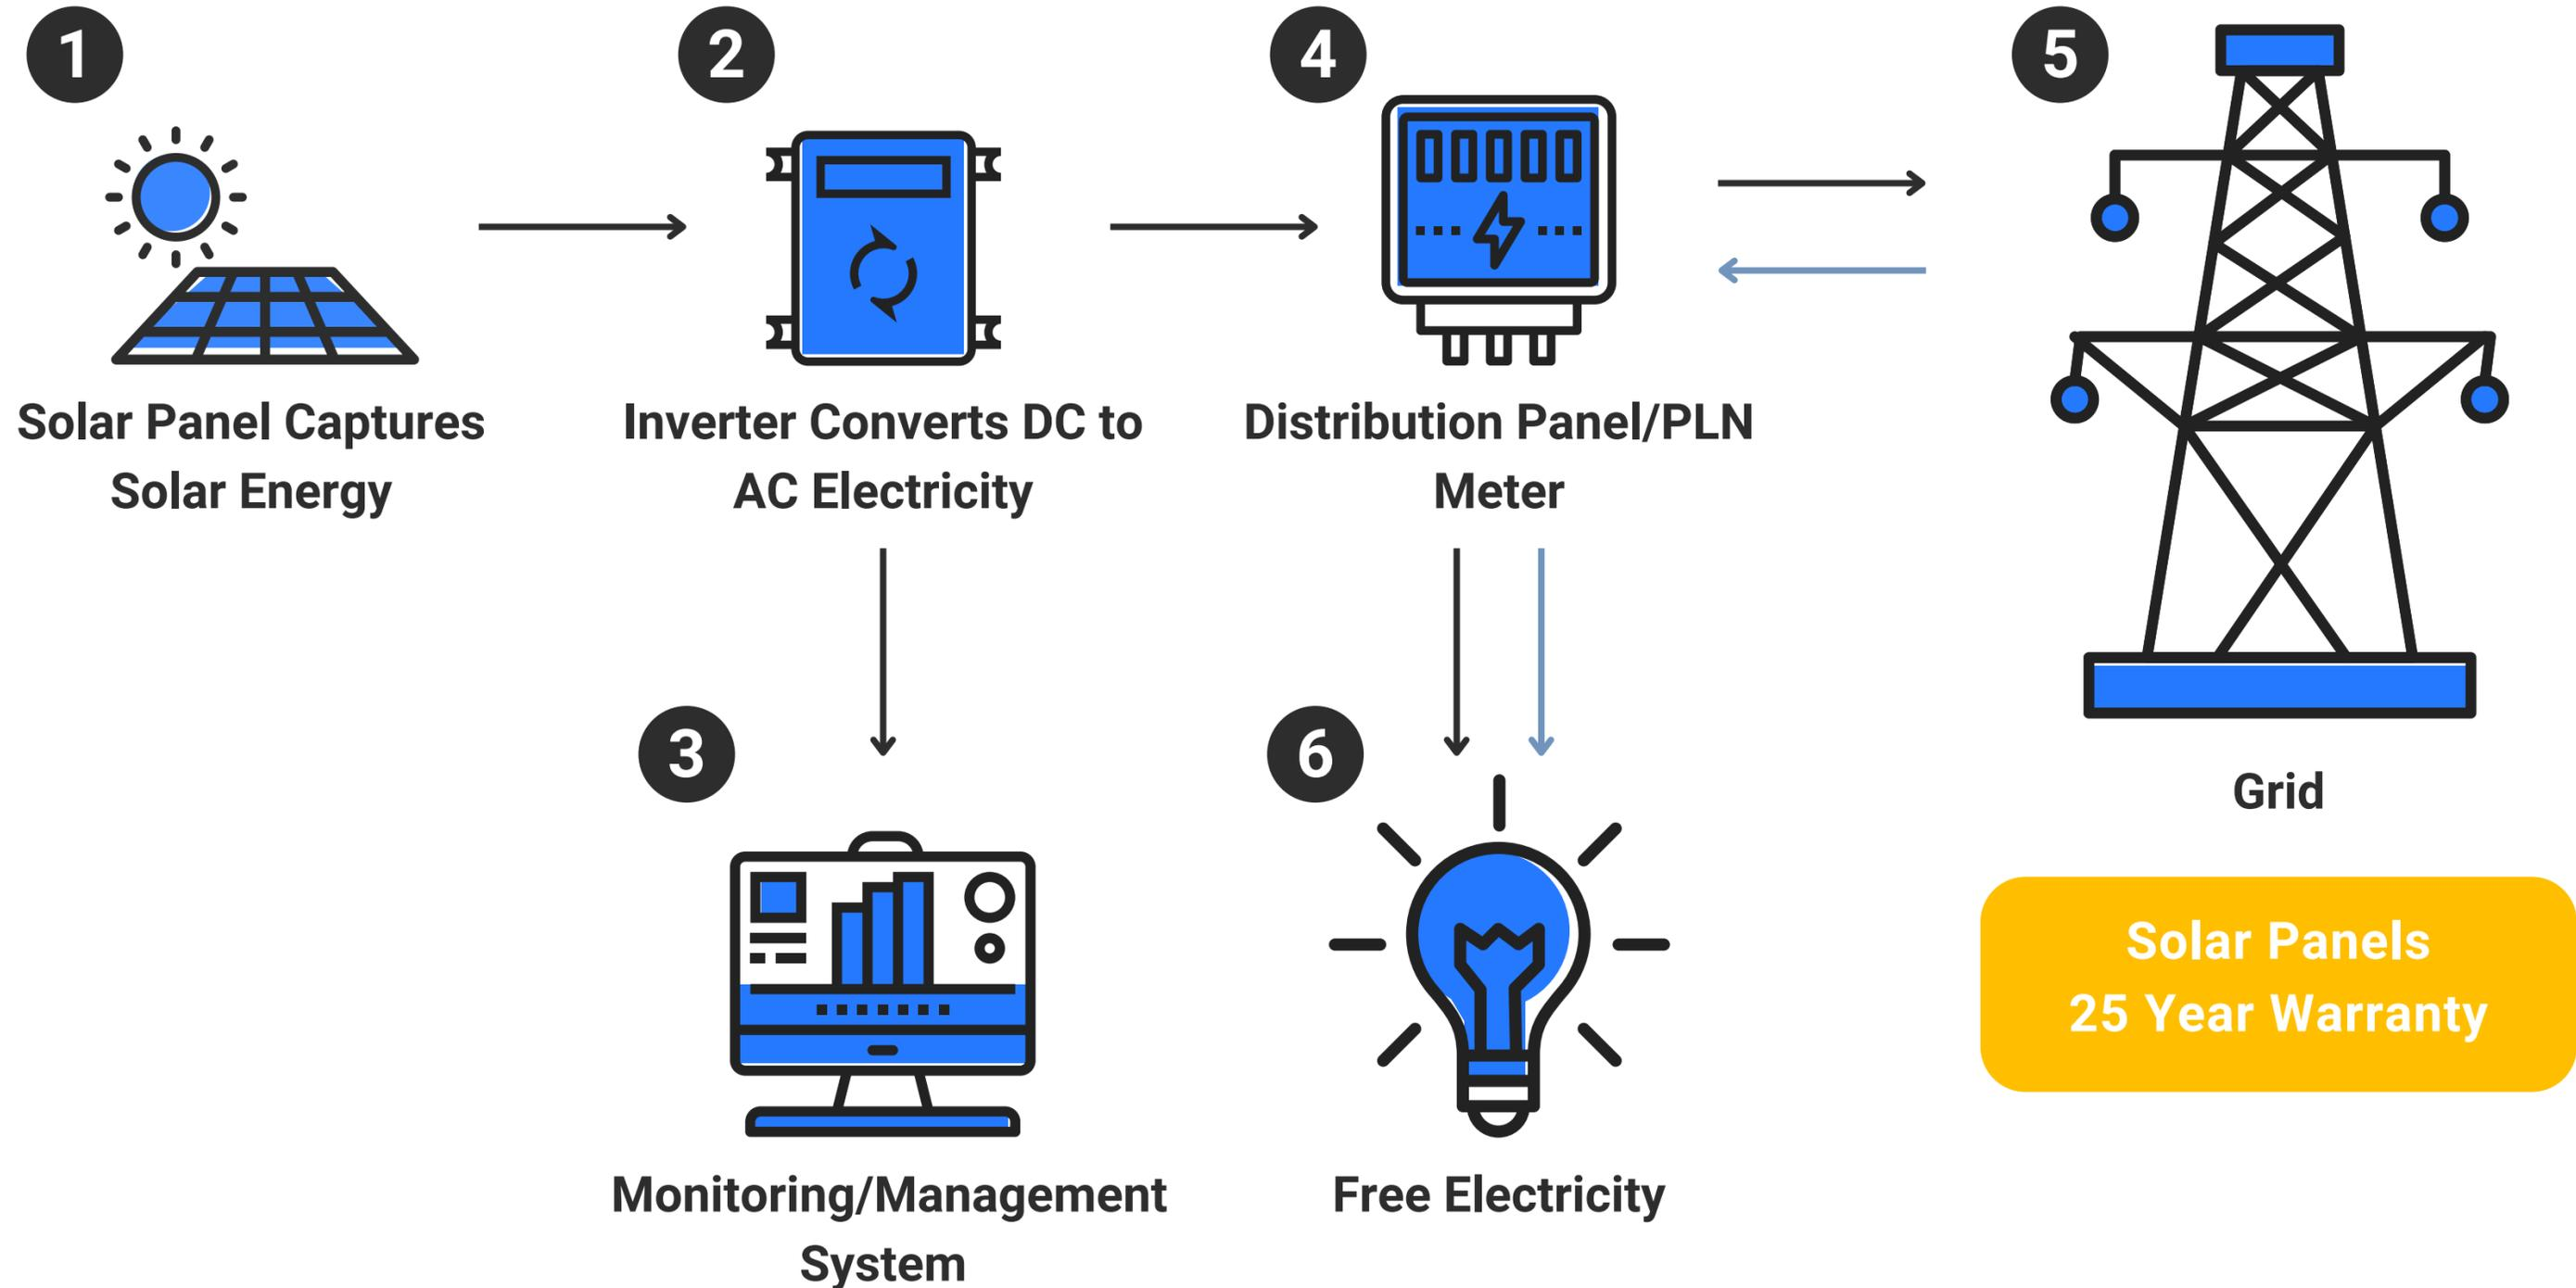 1
Solar Panel Captures
Solar Energy
2
Inverter Converts DC to
AC Electricity
4
Distribution Panel/PLN
Meter
5
Grid
3
Monitoring/Management
System
6
Free Electricity
Solar Panels
25 Year Warranty